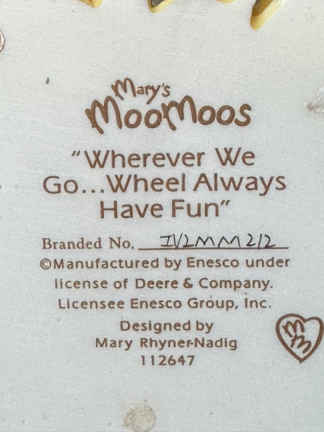 Mary's
MooMoos
“Wherever We
Go...Wheel Always
Have Fun”
Branded No. IV2MM212
©Manufactured by Enesco under
license of Deere & Company.
Licensee Enesco Group, Inc.
Designed by
Mary Rhyner-Nadig
112647
MM